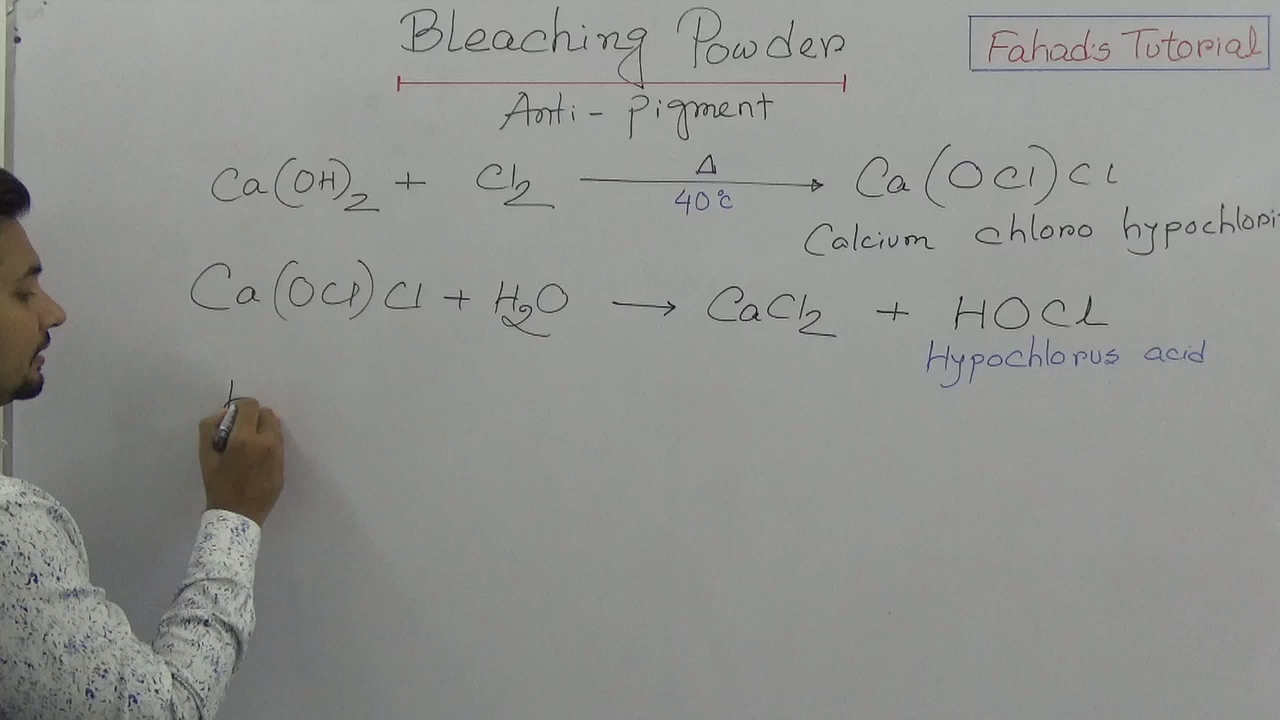 Bleaching Powder
Fahad's Tutorial
Anti - Pigment
Ca(OH)₂ + Cl₂ —Δ 40°C→ Ca(OCl)Cl
Calcium chloro hypochlori
Ca(OCl)Cl + H₂O → CaCl₂ + HOCl
Hypochlorus acid